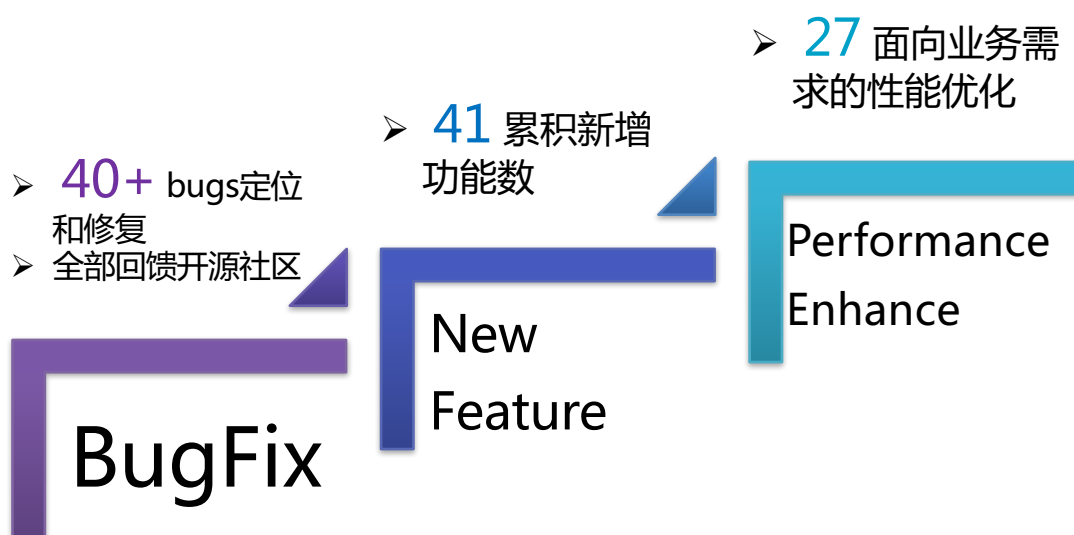 ➢ 40+ bugs定位
和修复
➢ 全部回馈开源社区
BugFix
➢ 41 累积新增
功能数
New
Feature
➢ 27 面向业务需
求的性能优化
Performance
Enhance